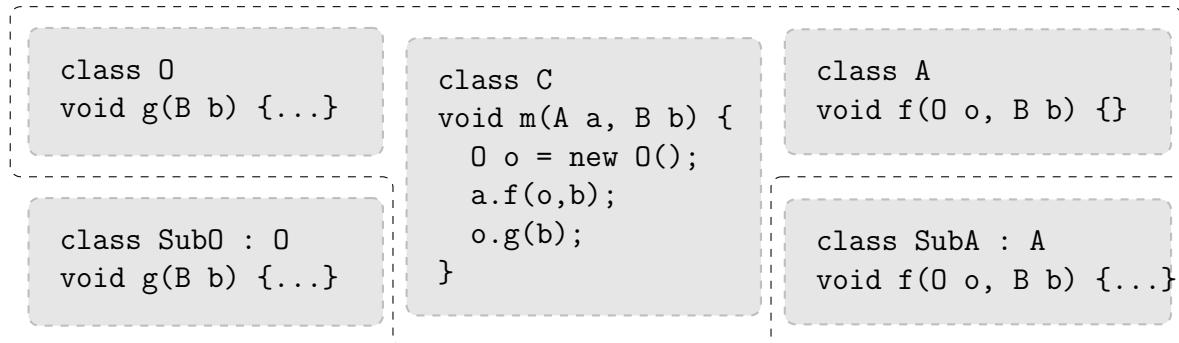 class O
void g(B b) {...}
class SubO : O
void g(B b) {...}
class C
void m(A a, B b) {
  O o = new O();
  a.f(o,b);
  o.g(b);
}
class A
void f(O o, B b) {}
class SubA : A
void f(O o, B b) {...}